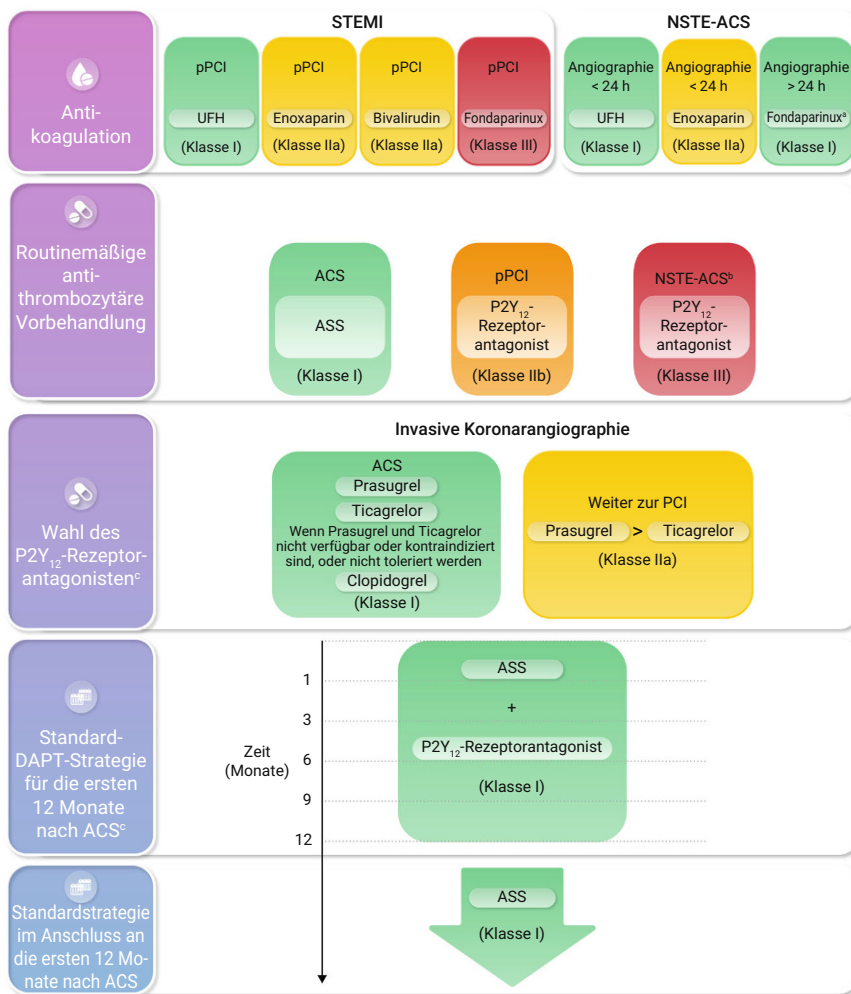 STEMI
NSTE-ACS
Anti-
koagulation
pPCI
UFH
(Klasse I)
pPCI
Enoxaparin
(Klasse IIa)
pPCI
Bivalirudin
(Klasse IIa)
pPCI
Fondaparinux
(Klasse III)
Angiographie
< 24 h
UFH
(Klasse I)
Angiographie
< 24 h
Enoxaparin
(Klasse IIa)
Angiographie
> 24 h
Fondaparinuxᵃ
(Klasse I)
Routinemäßige
anti-
thrombozytäre
Vorbehandlung
ACS
ASS
(Klasse I)
pPCI
P2Y₁₂-
Rezeptor-
antagonist
(Klasse IIb)
NSTE-ACSᵇ
P2Y₁₂-
Rezeptor-
antagonist
(Klasse III)
Wahl des
P2Y₁₂-Rezeptor-
antagonistenᶜ
Invasive Koronarangiographie
ACS
Prasugrel
Ticagrelor
Wenn Prasugrel und Ticagrelor
nicht verfügbar oder kontraindiziert
sind, oder nicht toleriert werden
Clopidogrel
(Klasse I)
Weiter zur PCI
Prasugrel > Ticagrelor
(Klasse IIa)
Standard-
DAPT-Strategie
für die ersten
12 Monate
nach ACSᶜ
Zeit
(Monate)
1
3
6
9
12
ASS
+
P2Y₁₂-Rezeptorantagonist
(Klasse I)
Standardstrategie
im Anschluss an
die ersten 12 Mo-
nate nach ACS
ASS
(Klasse I)